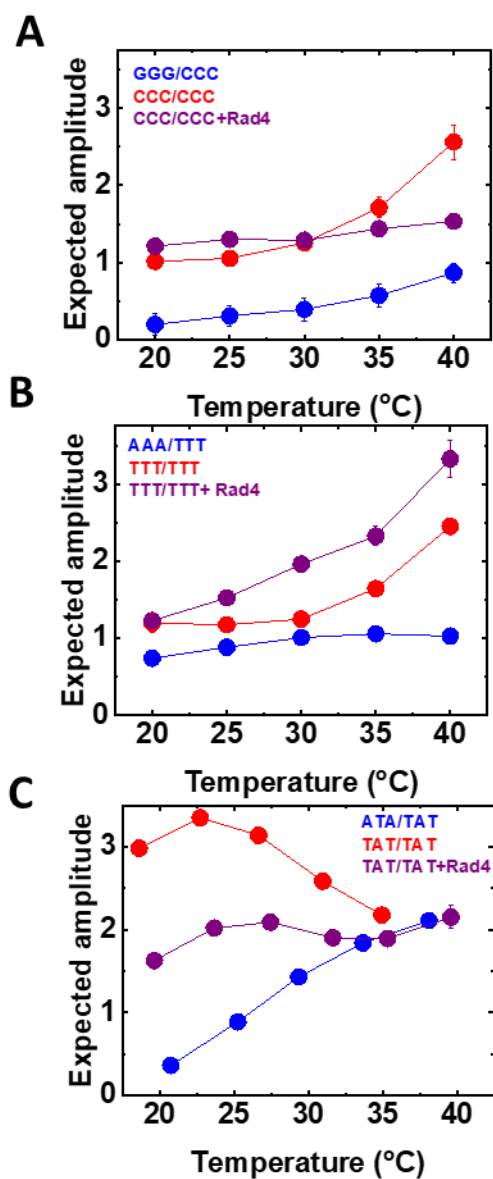 A
GGG/CCC
CCC/CCC
CCC/CCC+Rad4
Expected amplitude
3
2
1
0
20 25 30 35 40
Temperature (°C)
B
AAA/TTT
TTT/TTT
TTT/TTT+ Rad4
Expected amplitude
3
2
1
0
20 25 30 35 40
Temperature (°C)
C
ATA/TAT
TAT/TAT
TAT/TAT+Rad4
Expected amplitude
3
2
1
0
20 25 30 35 40
Temperature (°C)